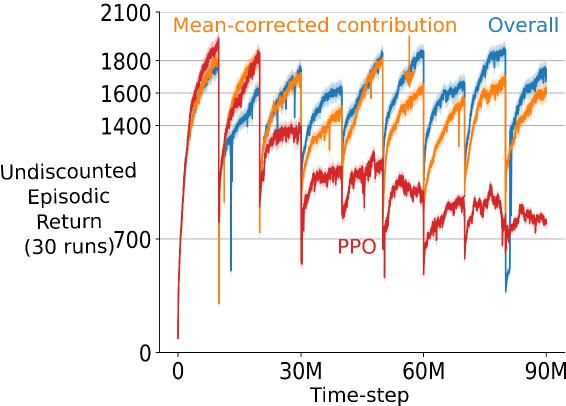 2100
Mean-corrected contribution
Overall
1800
1600
1400
Undiscounted
Episodic
Return
(30 runs)
700
PPO
0
0
30M
60M
90M
Time-step